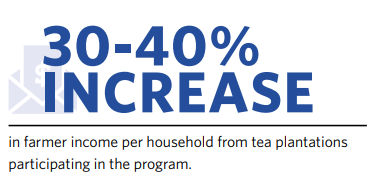 30-40%
INCREASE
in farmer income per household from tea plantations
participating in the program.